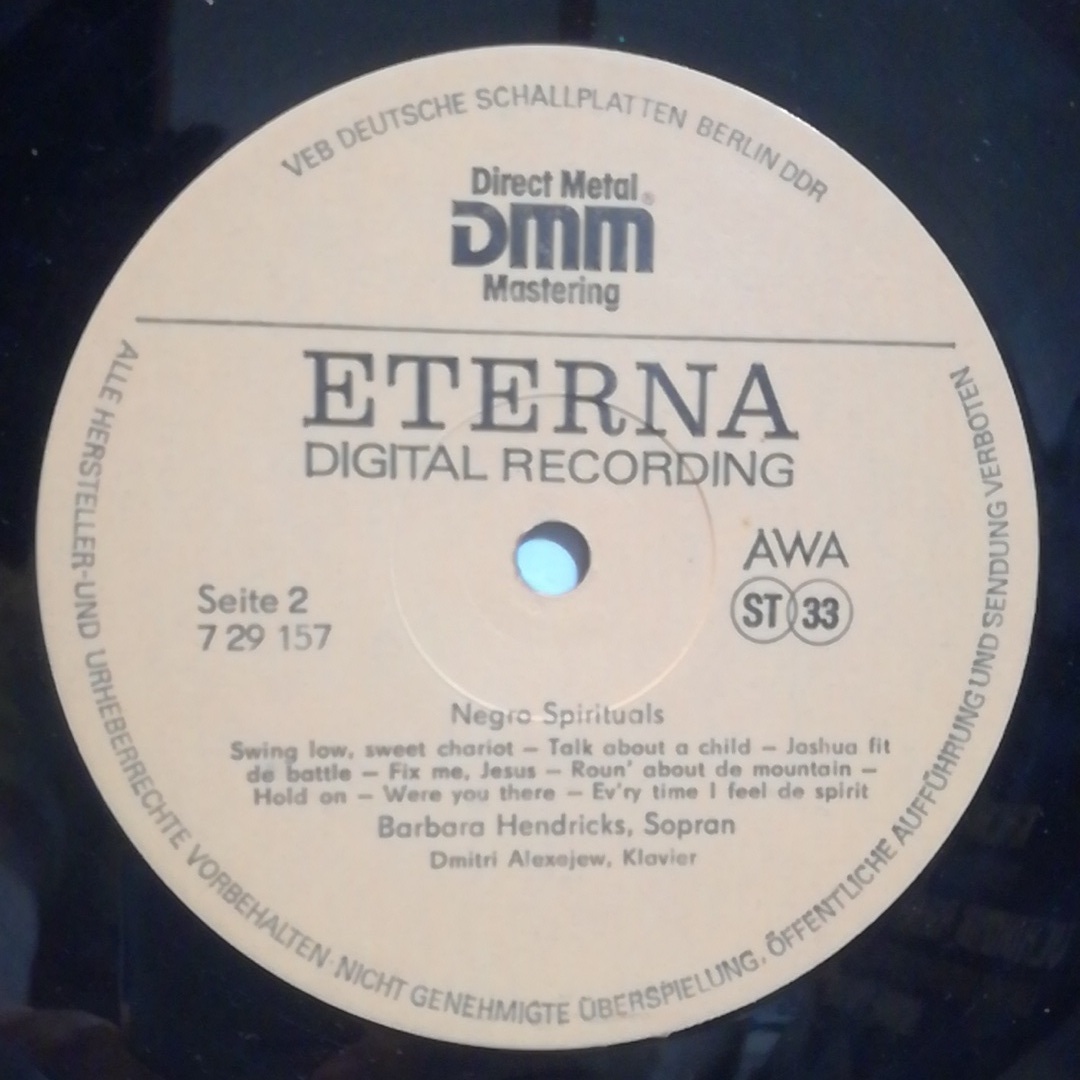 VEB DEUTSCHE SCHALLPLATTEN BERLIN DDR
Direct Metal
DMM
®
Mastering
ETERNA
DIGITAL RECORDING
AWA
ST 33
Seite 2
7 29 157
Negro Spirituals
Swing low, sweet chariot – Talk about a child – Joshua fit
de battle – Fix me, Jesus – Roun' about de mountain –
Hold on – Were you there – Ev'ry time I feel de spirit
Barbara Hendricks, Sopran
Dmitri Alexejew, Klavier
ALLE HERSTELLER-UND URHEBERRECHTE VORBEHALTEN · NICHT GENEHMIGTE ÜBERSPIELUNG, ÖFFENTLICHE AUFFÜHRUNG UND SENDUNG VERBOTEN